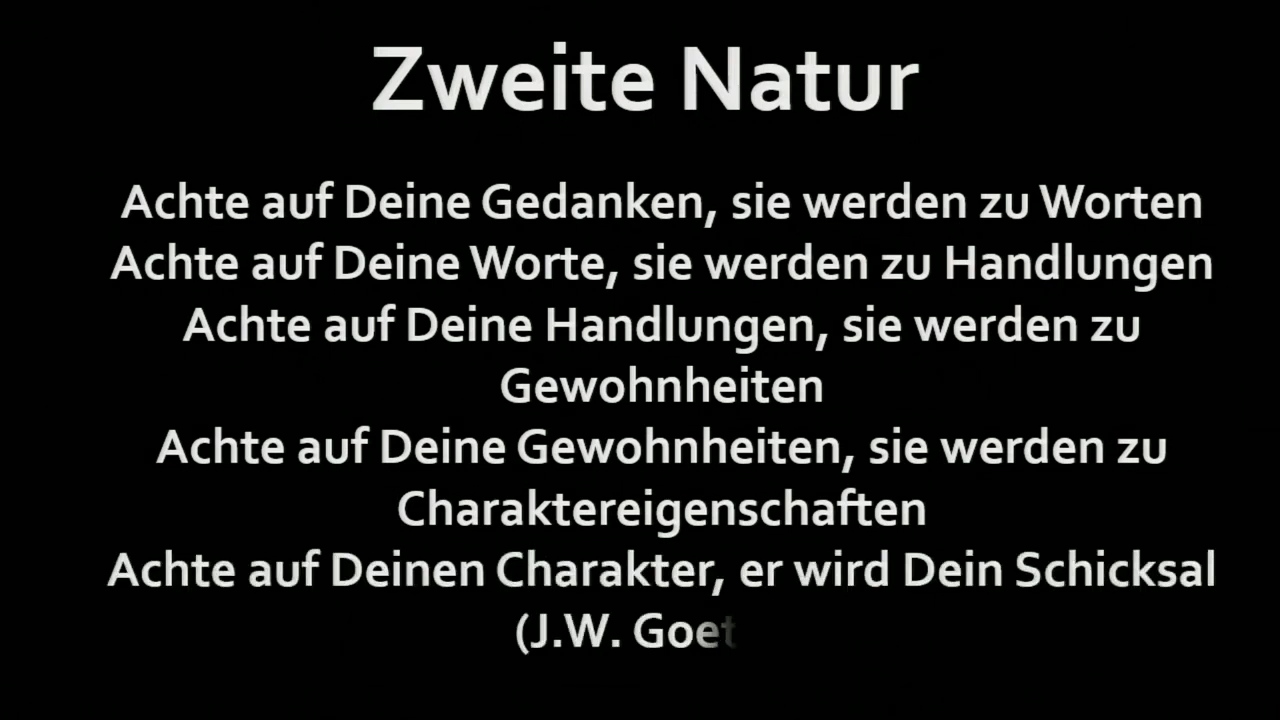 Zweite Natur
Achte auf Deine Gedanken, sie werden zu Worten
Achte auf Deine Worte, sie werden zu Handlungen
Achte auf Deine Handlungen, sie werden zu
Gewohnheiten
Achte auf Deine Gewohnheiten, sie werden zu
Charaktereigenschaften
Achte auf Deinen Charakter, er wird Dein Schicksal
(J.W. Goet